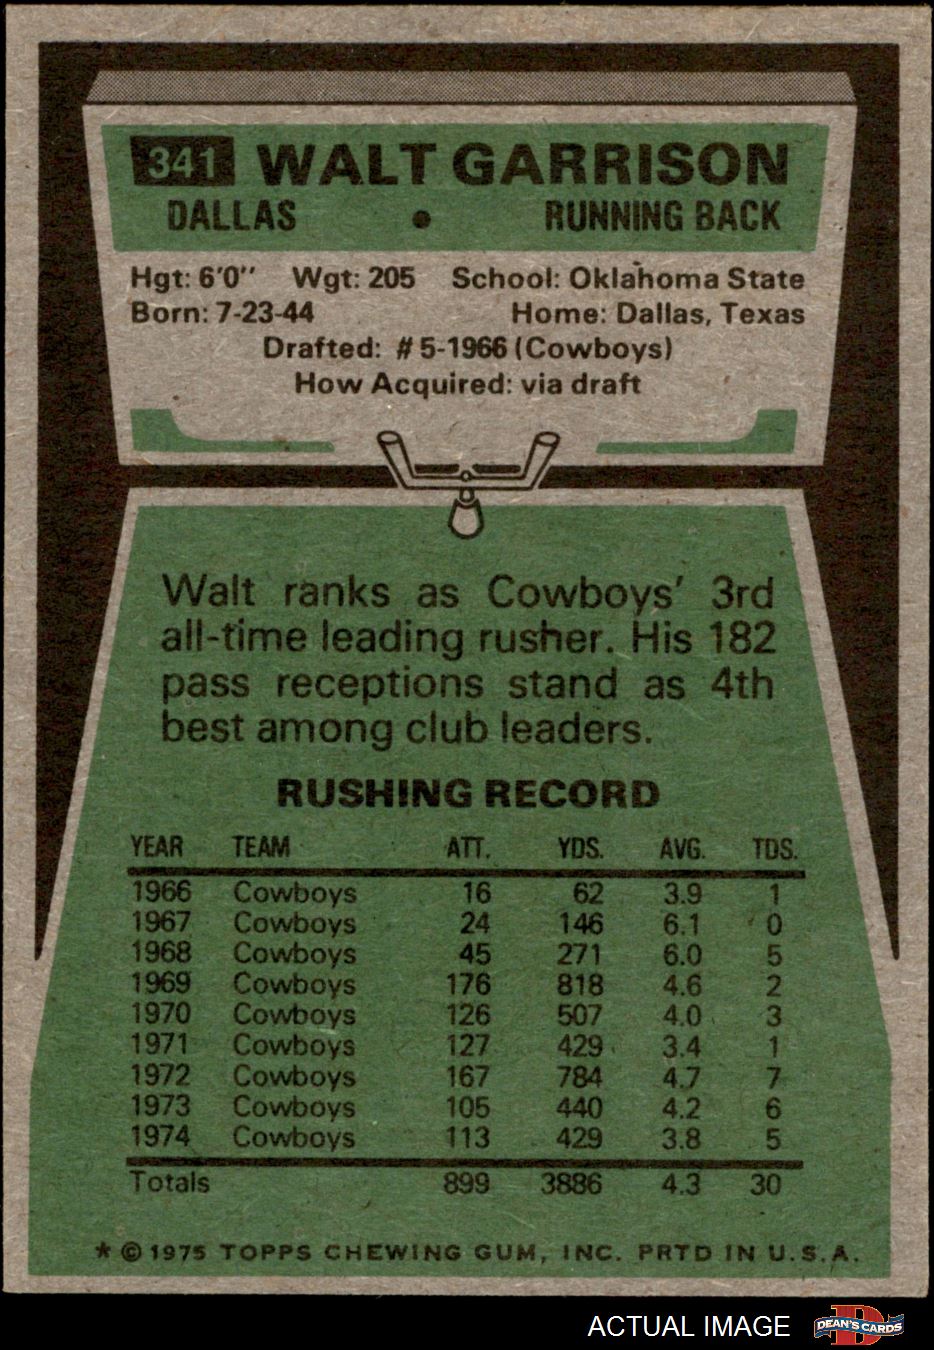 341 WALT GARRISON
DALLAS • RUNNING BACK
Hgt: 6'0" Wgt: 205 School: Oklahoma State
Born: 7-23-44 Home: Dallas, Texas
Drafted: #5-1966 (Cowboys)
How Acquired: via draft
Walt ranks as Cowboys' 3rd
all-time leading rusher. His 182
pass receptions stand as 4th
best among club leaders.
RUSHING RECORD
YEAR TEAM ATT. YDS. AVG. TDS.
1966 Cowboys 16 62 3.9 1
1967 Cowboys 24 146 6.1 0
1968 Cowboys 45 271 6.0 5
1969 Cowboys 176 818 4.6 2
1970 Cowboys 126 507 4.0 3
1971 Cowboys 127 429 3.4 1
1972 Cowboys 167 784 4.7 7
1973 Cowboys 105 440 4.2 6
1974 Cowboys 113 429 3.8 5
Totals 899 3886 4.3 30
* © 1975 TOPPS CHEWING GUM, INC. PRTD IN U.S.A.
ACTUAL IMAGE
D
DEAN'S CARDS